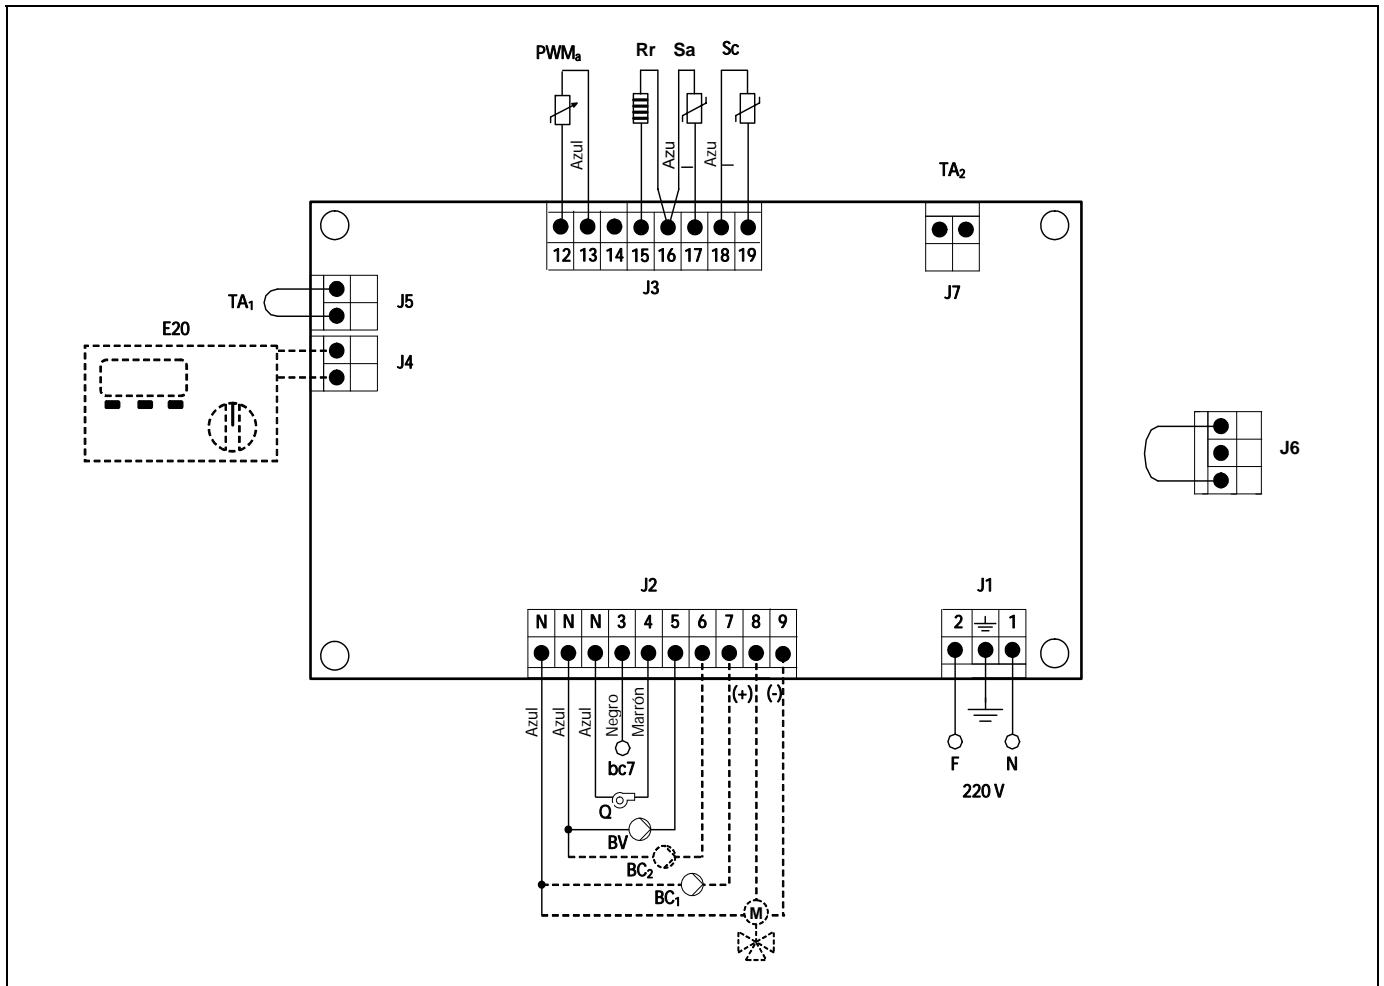 PWMa Rr Sa Sc
Azul Azu l Azu l
TA2
12 13 14 15 16 17 18 19
J3
J7
TA1
J5
E20
J4
J6
J2
J1
N N N 3 4 5 6 7 8 9
2 1
(+) (-)
Azul Azul Azul Negro Marrón
bc7
F N
220 V
Q
BV
BC2
BC1
M